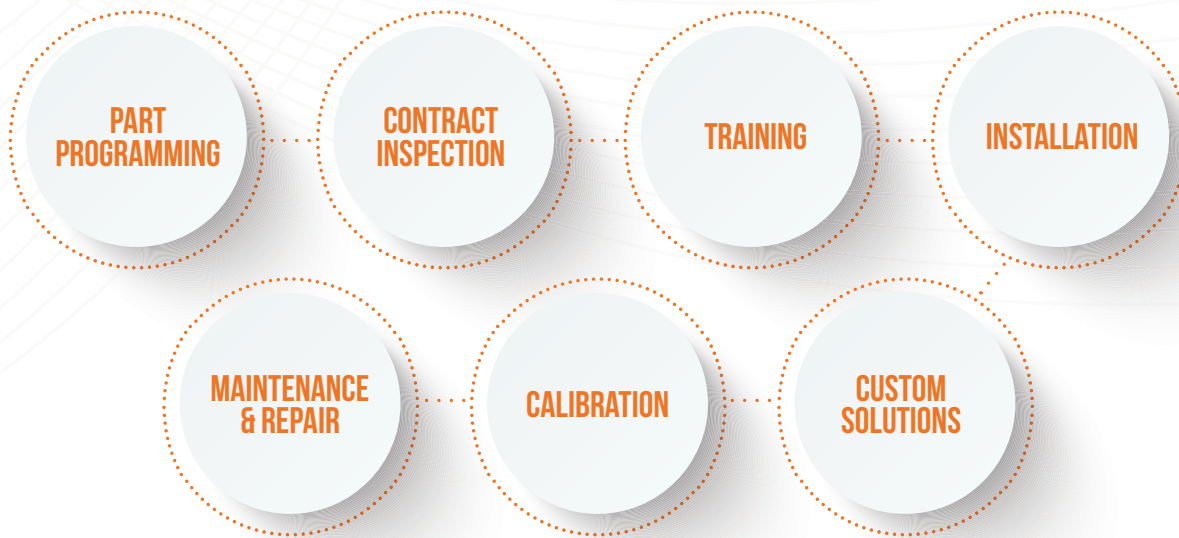 PART
PROGRAMMING
CONTRACT
INSPECTION
TRAINING
INSTALLATION
MAINTENANCE
& REPAIR
CALIBRATION
CUSTOM
SOLUTIONS